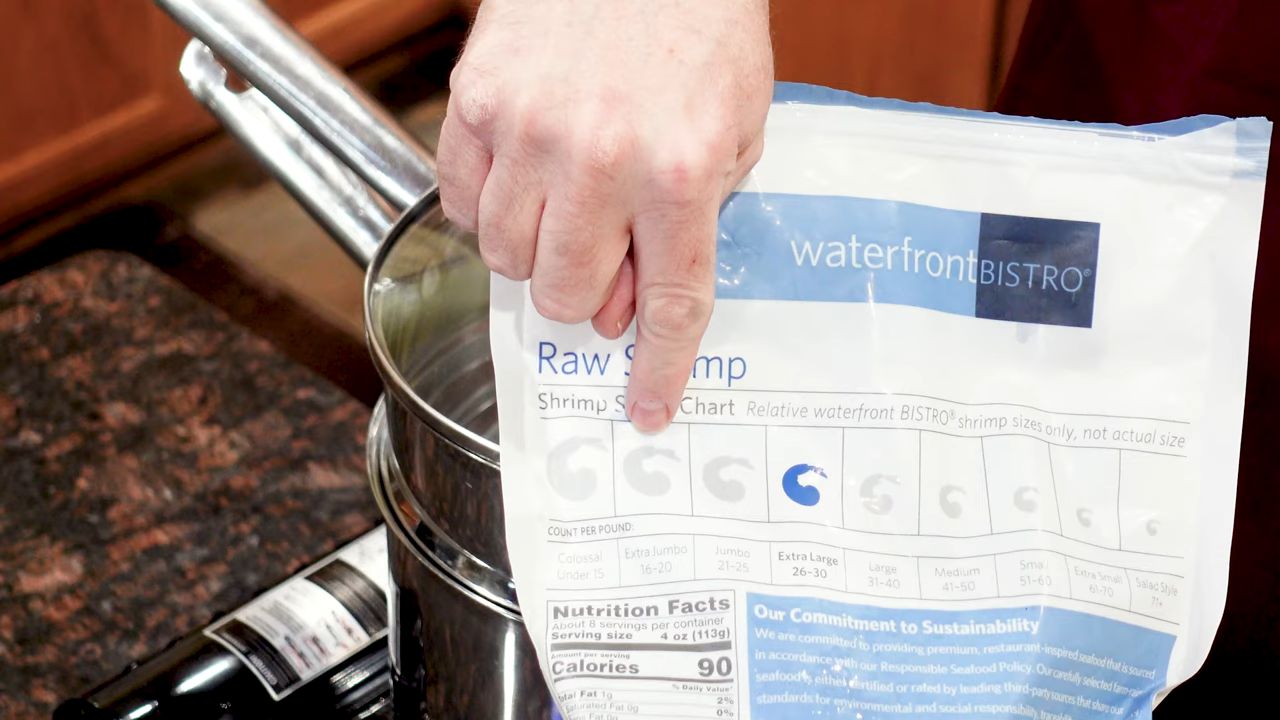 waterfrontBISTRO®
Raw S mp
Shrimp S Chart Relative waterfront BISTRO® shrimp sizes only, not actual size
COUNT PER POUND:
Colossal Extra Jumbo Jumbo Extra Large Large Medium Sma Extra Small Salad Style
Under 15 16-20 21-25 26-30 31-40 41-50 51-60 61-70 71+
Nutrition Facts
About 8 servings per container
Serving size 4 oz (113g)
Amount per serving
Calories 90
% Daily Value*
Total Fat 1g 2%
Saturated Fat 0g 0%
Fat 0g
Our Commitment to Sustainability
We are committed to providing premium, restaurant-inspired seafood that is sourced
in accordance with our Responsible Seafood Policy. Our carefully selected farm-
seafood is either certified or rated by leading third-party sources that share our
standards for environmental and social responsibility,